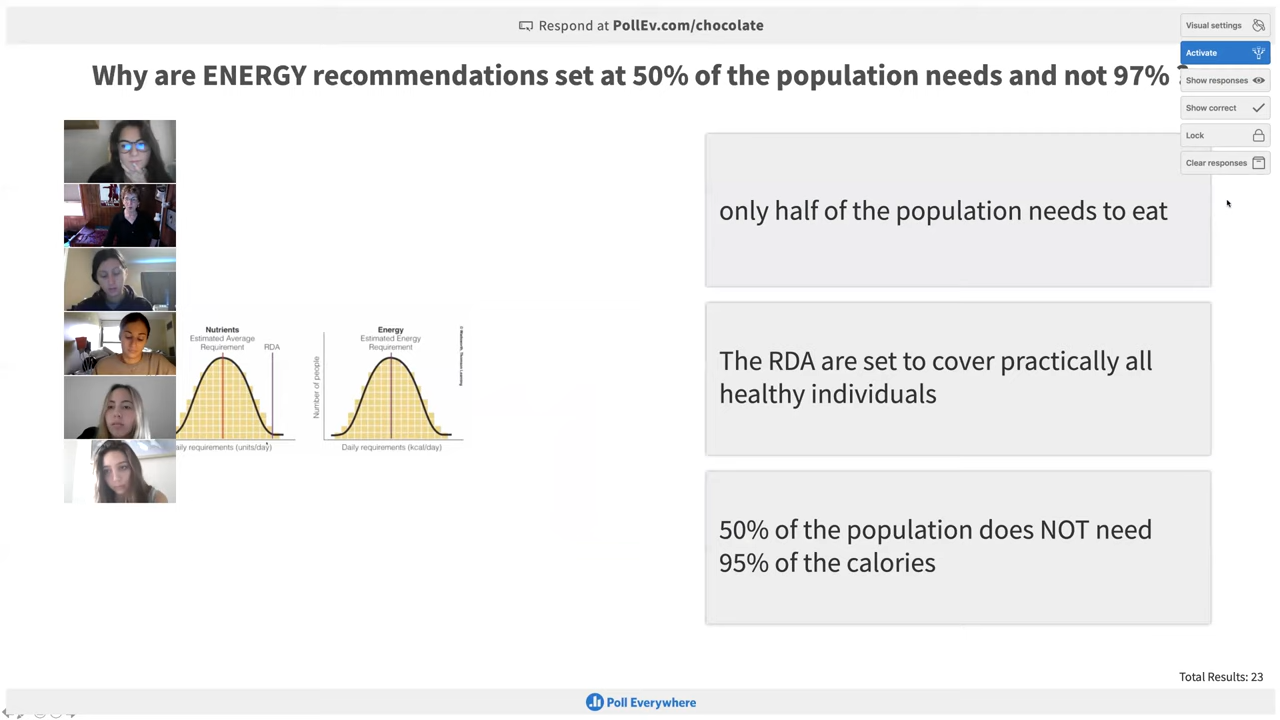 Respond at PollEv.com/chocolate
Visual settings
Activate
Show responses
Show correct
Lock
Clear responses
Why are ENERGY recommendations set at 50% of the population needs and not 97%
only half of the population needs to eat
The RDA are set to cover practically all
healthy individuals
50% of the population does NOT need
95% of the calories
Nutrients
Estimated Average
Requirement
RDA
aily requirements (units/day)
Energy
Estimated Energy
Requirement
Number of people
Daily requirements (kcal/day)
Total Results: 23
Poll Everywhere